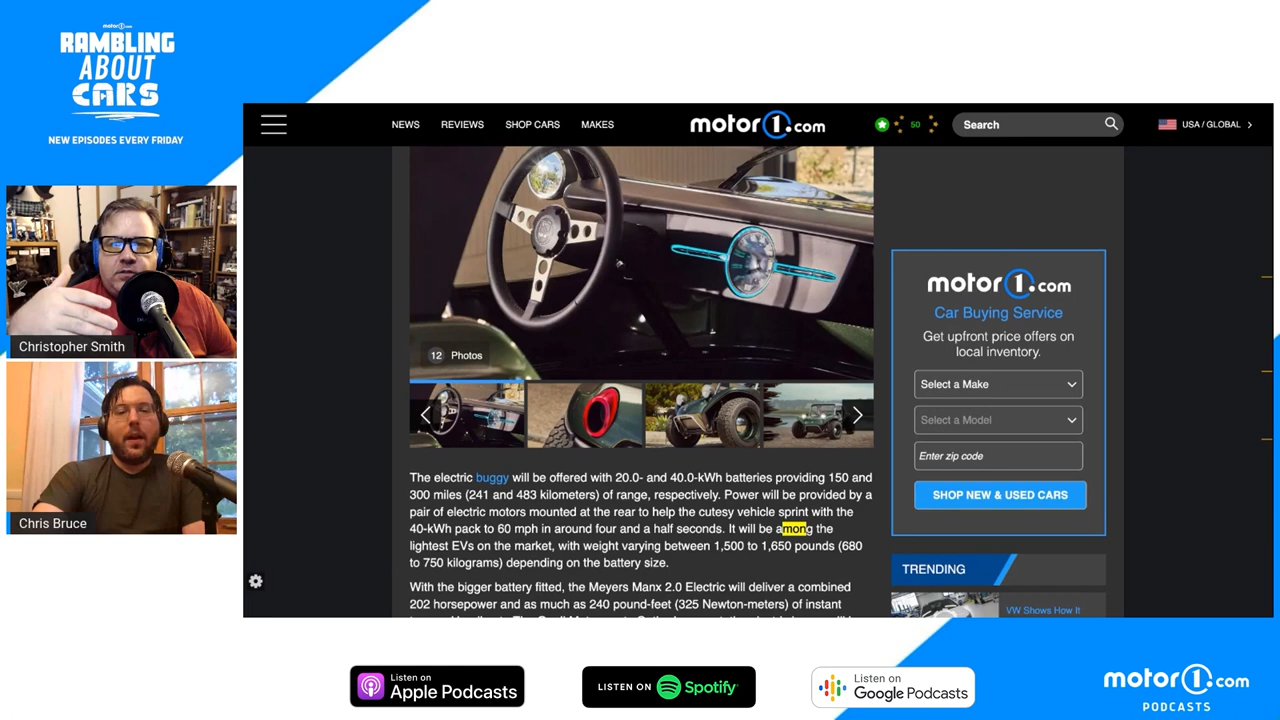 motor1.com
RAMBLING
ABOUT
CARS
NEW EPISODES EVERY FRIDAY
Christopher Smith
Chris Bruce
NEWS
REVIEWS
SHOP CARS
MAKES
motor1.com
50
Search
USA / GLOBAL
12 Photos
The electric buggy will be offered with 20.0- and 40.0-kWh batteries providing 150 and
300 miles (241 and 483 kilometers) of range, respectively. Power will be provided by a
pair of electric motors mounted at the rear to help the cutesy vehicle sprint with the
40-kWh pack to 60 mph in around four and a half seconds. It will be among the
lightest EVs on the market, with weight varying between 1,500 to 1,650 pounds (680
to 750 kilograms) depending on the battery size.
With the bigger battery fitted, the Meyers Manx 2.0 Electric will deliver a combined
202 horsepower and as much as 240 pound-feet (325 Newton-meters) of instant
motor1.com
Car Buying Service
Get upfront price offers on
local inventory.
Select a Make
Select a Model
Enter zip code
SHOP NEW & USED CARS
TRENDING
VW Shows How It
Listen on
Apple Podcasts
LISTEN ON Spotify
Listen on
Google Podcasts
motor1.com
PODCASTS